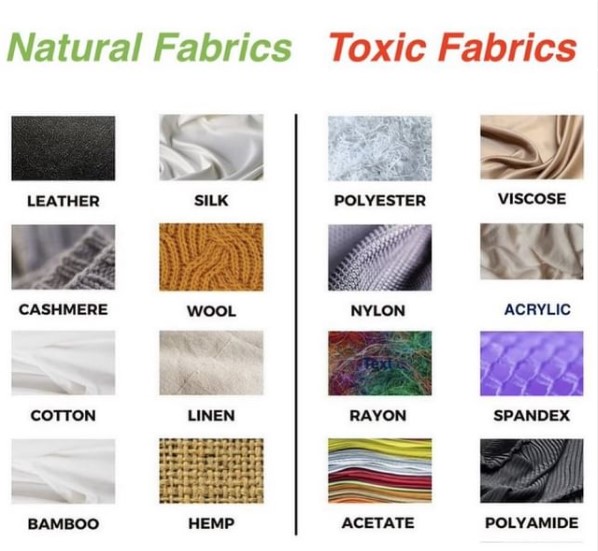 Natural Fabrics
Toxic Fabrics
LEATHER
SILK
POLYESTER
VISCOSE
CASHMERE
WOOL
NYLON
ACRYLIC
Text
COTTON
LINEN
RAYON
SPANDEX
BAMBOO
HEMP
ACETATE
POLYAMIDE